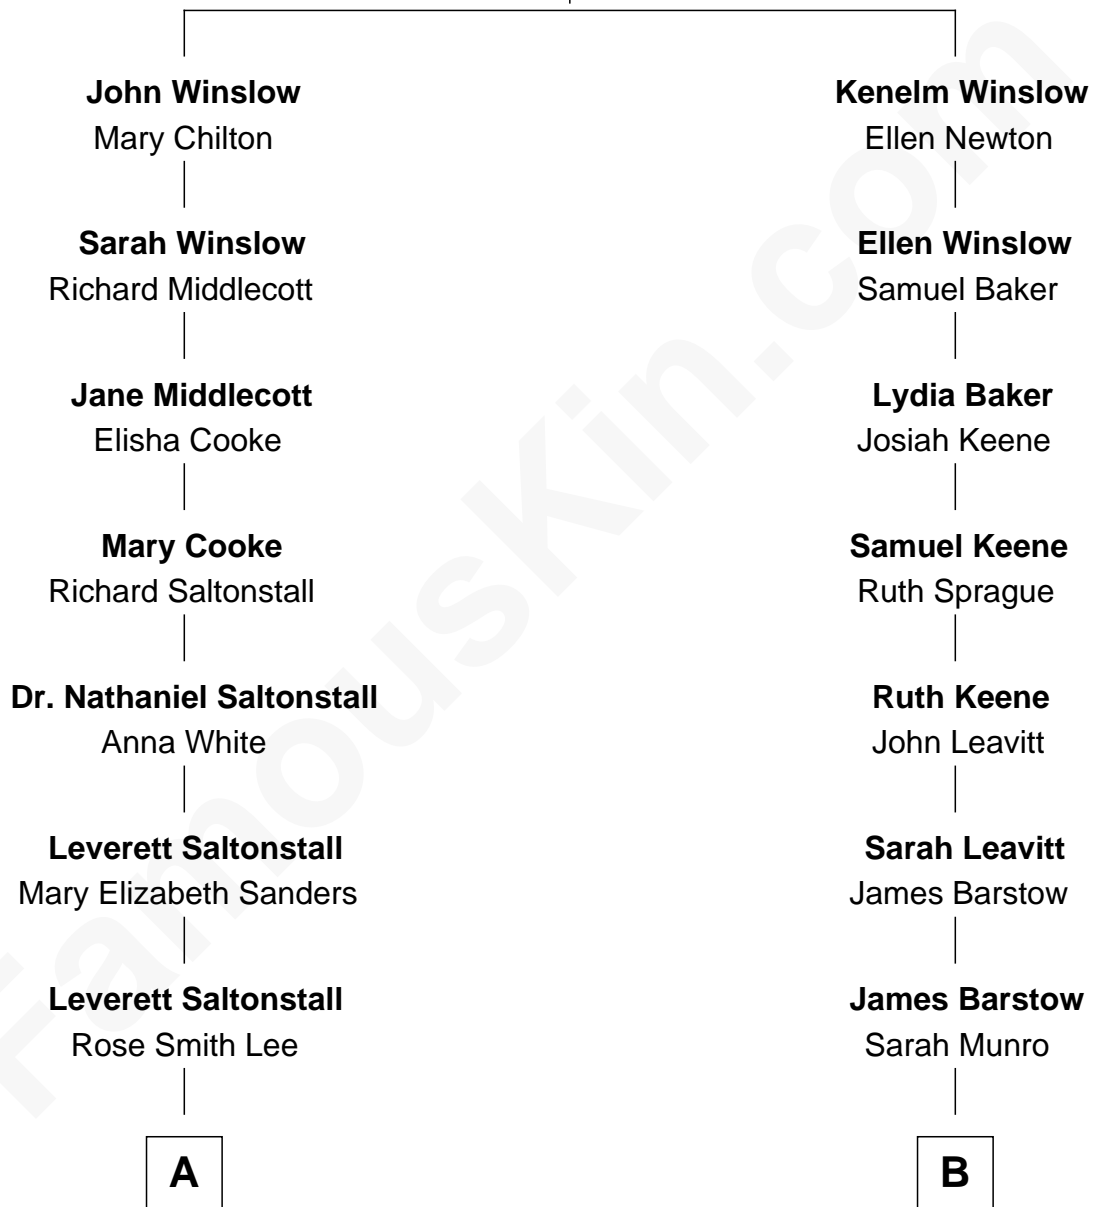 John Winslow
Mary Chilton
Sarah Winslow
Richard Middlecott
Jane Middlecott
Elisha Cooke
Mary Cooke
Richard Saltonstall
Dr. Nathaniel Saltonstall
Anna White
Leverett Saltonstall
Mary Elizabeth Sanders
Leverett Saltonstall
Rose Smith Lee
A
Kenelm Winslow
Ellen Newton
Ellen Winslow
Samuel Baker
Lydia Baker
Josiah Keene
Samuel Keene
Ruth Sprague
Ruth Keene
John Leavitt
Sarah Leavitt
James Barstow
James Barstow
Sarah Munro
B
FamousKin.com